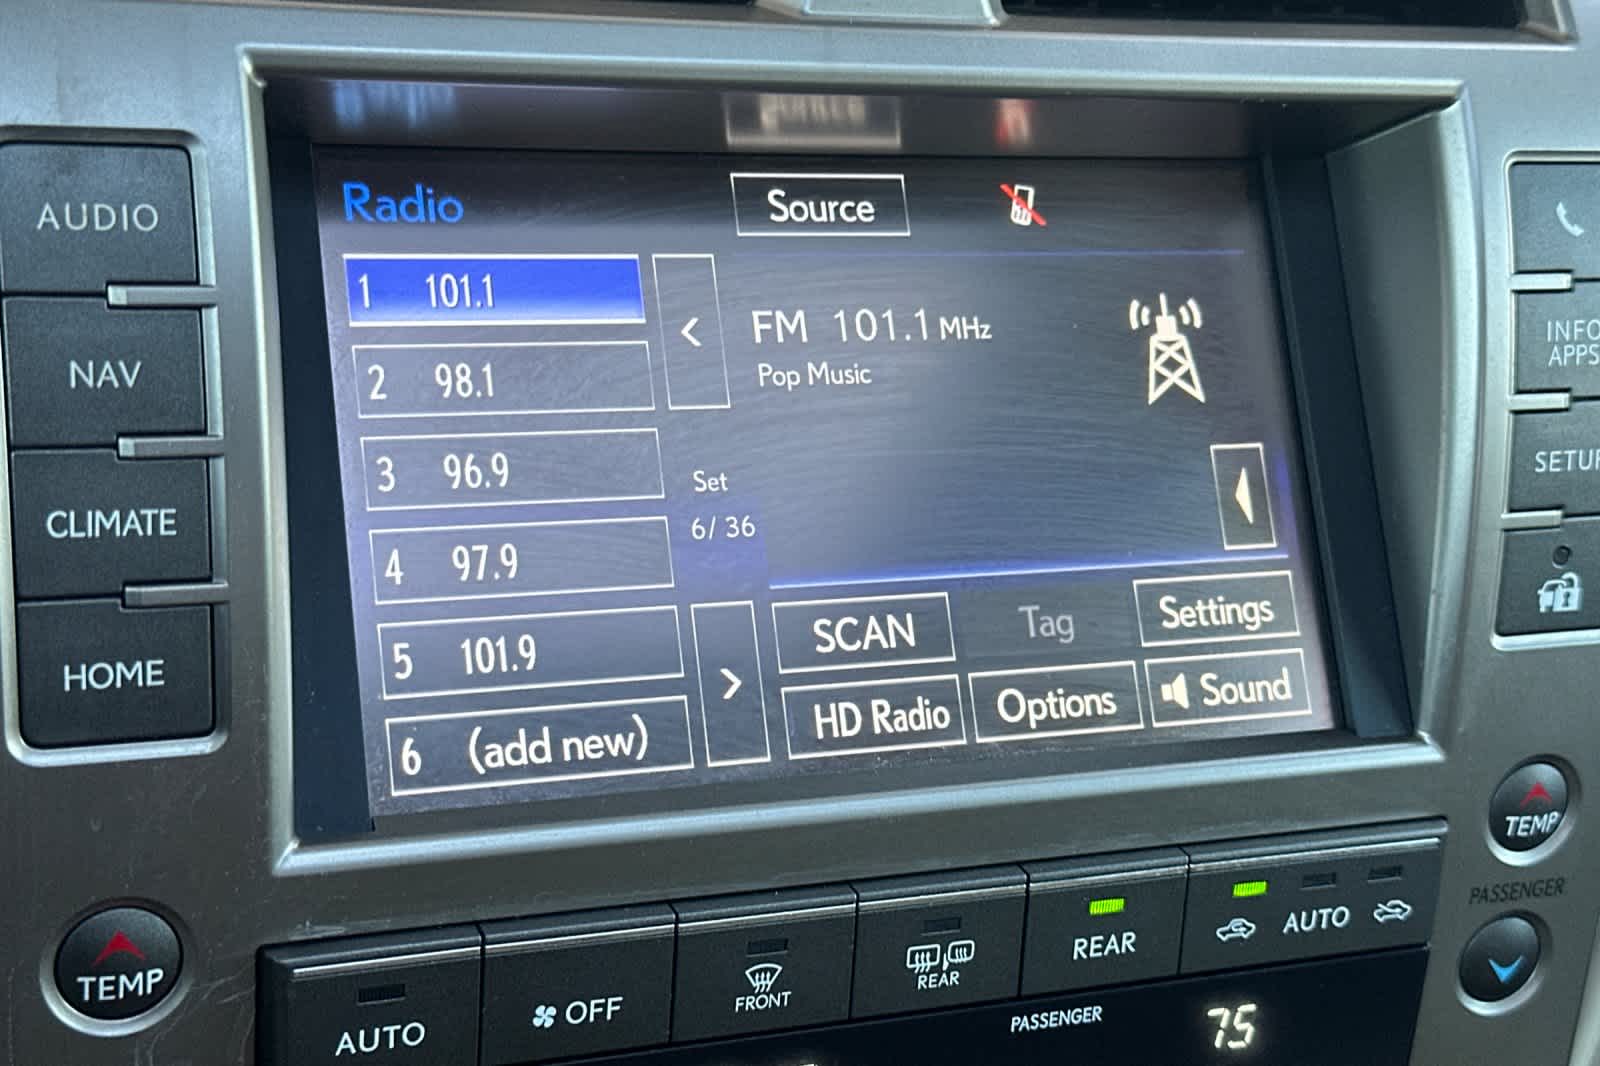 AUDIO
NAV
CLIMATE
HOME
Radio
Source
1 101.1
2 98.1
3 96.9
4 97.9
5 101.9
6 (add new)
<
>
Set
6/ 36
FM 101.1 MHz
Pop Music
SCAN
Tag
Settings
HD Radio
Options
Sound
INFO
APPS
SETUP
TEMP
PASSENGER
TEMP
AUTO
OFF
FRONT
REAR
REAR
AUTO
PASSENGER
75